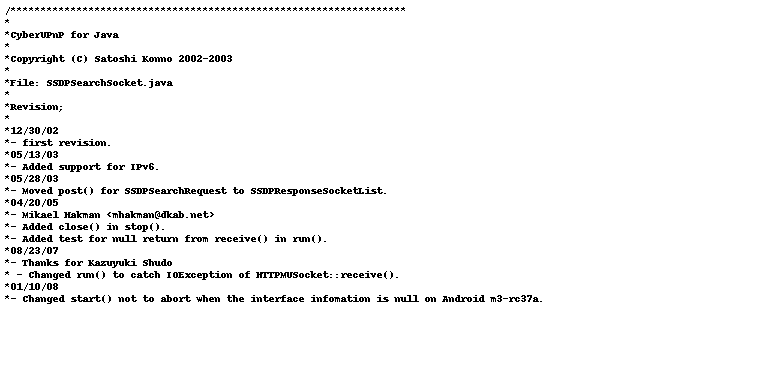 /******************************************************************
*
*CyberUPnP for Java
*
*Copyright (C) Satoshi Konno 2002-2003
*
*File: SSDPSearchSocket.java
*
*Revision;
*
*12/30/02
*- first revision.
*05/13/03
*- Added support for IPv6.
*05/28/03
*- Moved post() for SSDPSearchRequest to SSDPResponseSocketList.
*04/20/05
*- Mikael Hakman <mhakman@dkab.net>
*- Added close() in stop().
*- Added test for null return from receive() in run().
*08/23/07
*- Thanks for Kazuyuki Shudo
* - Changed run() to catch IOException of HTTPMUSocket::receive().
*01/10/08
*- Changed start() not to abort when the interface infomation is null on Android m3-rc37a.